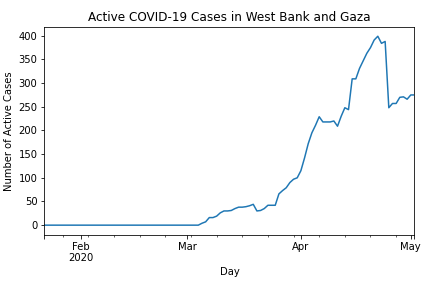 Active COVID-19 Cases in West Bank and Gaza
Number of Active Cases
400
350
300
250
200
150
100
50
0
Feb
2020
Mar
Apr
May
Day